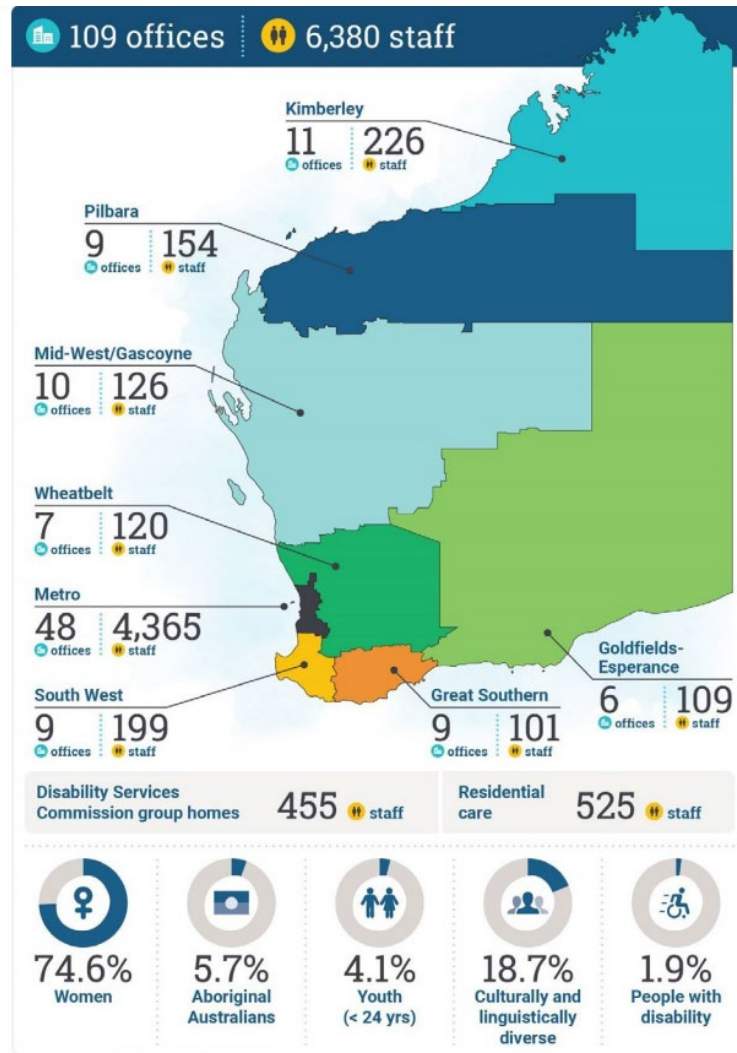 109 offices 6,380 staff
Kimberley
11 226
offices staff
Pilbara
9 154
offices staff
Mid-West/Gascoyne
10 126
offices staff
Wheatbelt
7 120
offices staff
Metro
48 4,365
offices staff
South West
9 199
offices staff
Great Southern
9 101
offices staff
Goldfields-
Esperance
6 109
offices staff
Disability Services
Commission group homes 455 staff
Residential
care 525 staff
74.6%
Women
5.7%
Aboriginal
Australians
4.1%
Youth
(< 24 yrs)
18.7%
Culturally and
linguistically
diverse
1.9%
People with
disability